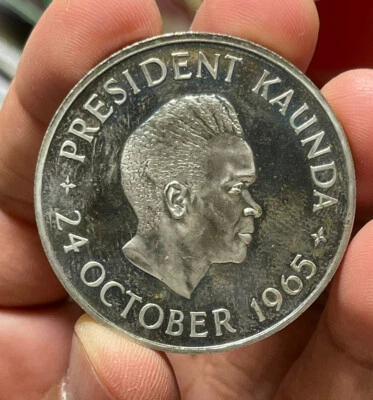 PRESIDENT KAUNDA
24 OCTOBER 1965